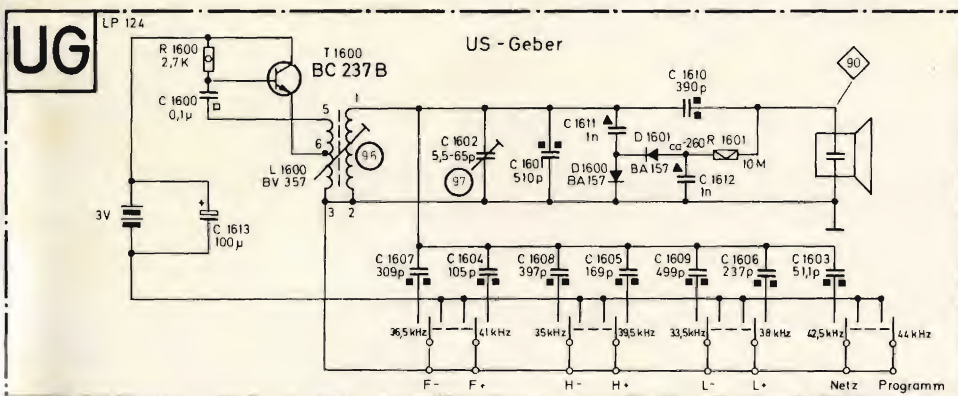 UG
LP 124
US - Geber
R 1600
2,7K
T 1600
BC 237B
C 1600
0,1µ
5
1
6
L 1600
BV 357
96
3
2
3V
+
C 1613
100µ
C 1602
5,5-65p
97
C 1601
510p
C 1611
1n
C 1610
390p
D 1601
BA 157
ca-260
R 1601
10 M
D 1600
BA 157
C 1612
1n
90
C 1607
309p
C 1604
105p
C 1608
397p
C 1605
169p
C 1609
499p
C 1606
237p
C 1603
51,1p
36,5kHz
41kHz
35kHz
39,5kHz
33,5kHz
38kHz
42,5kHz
44kHz
F-
F+
H-
H+
L-
L+
Netz
Programm